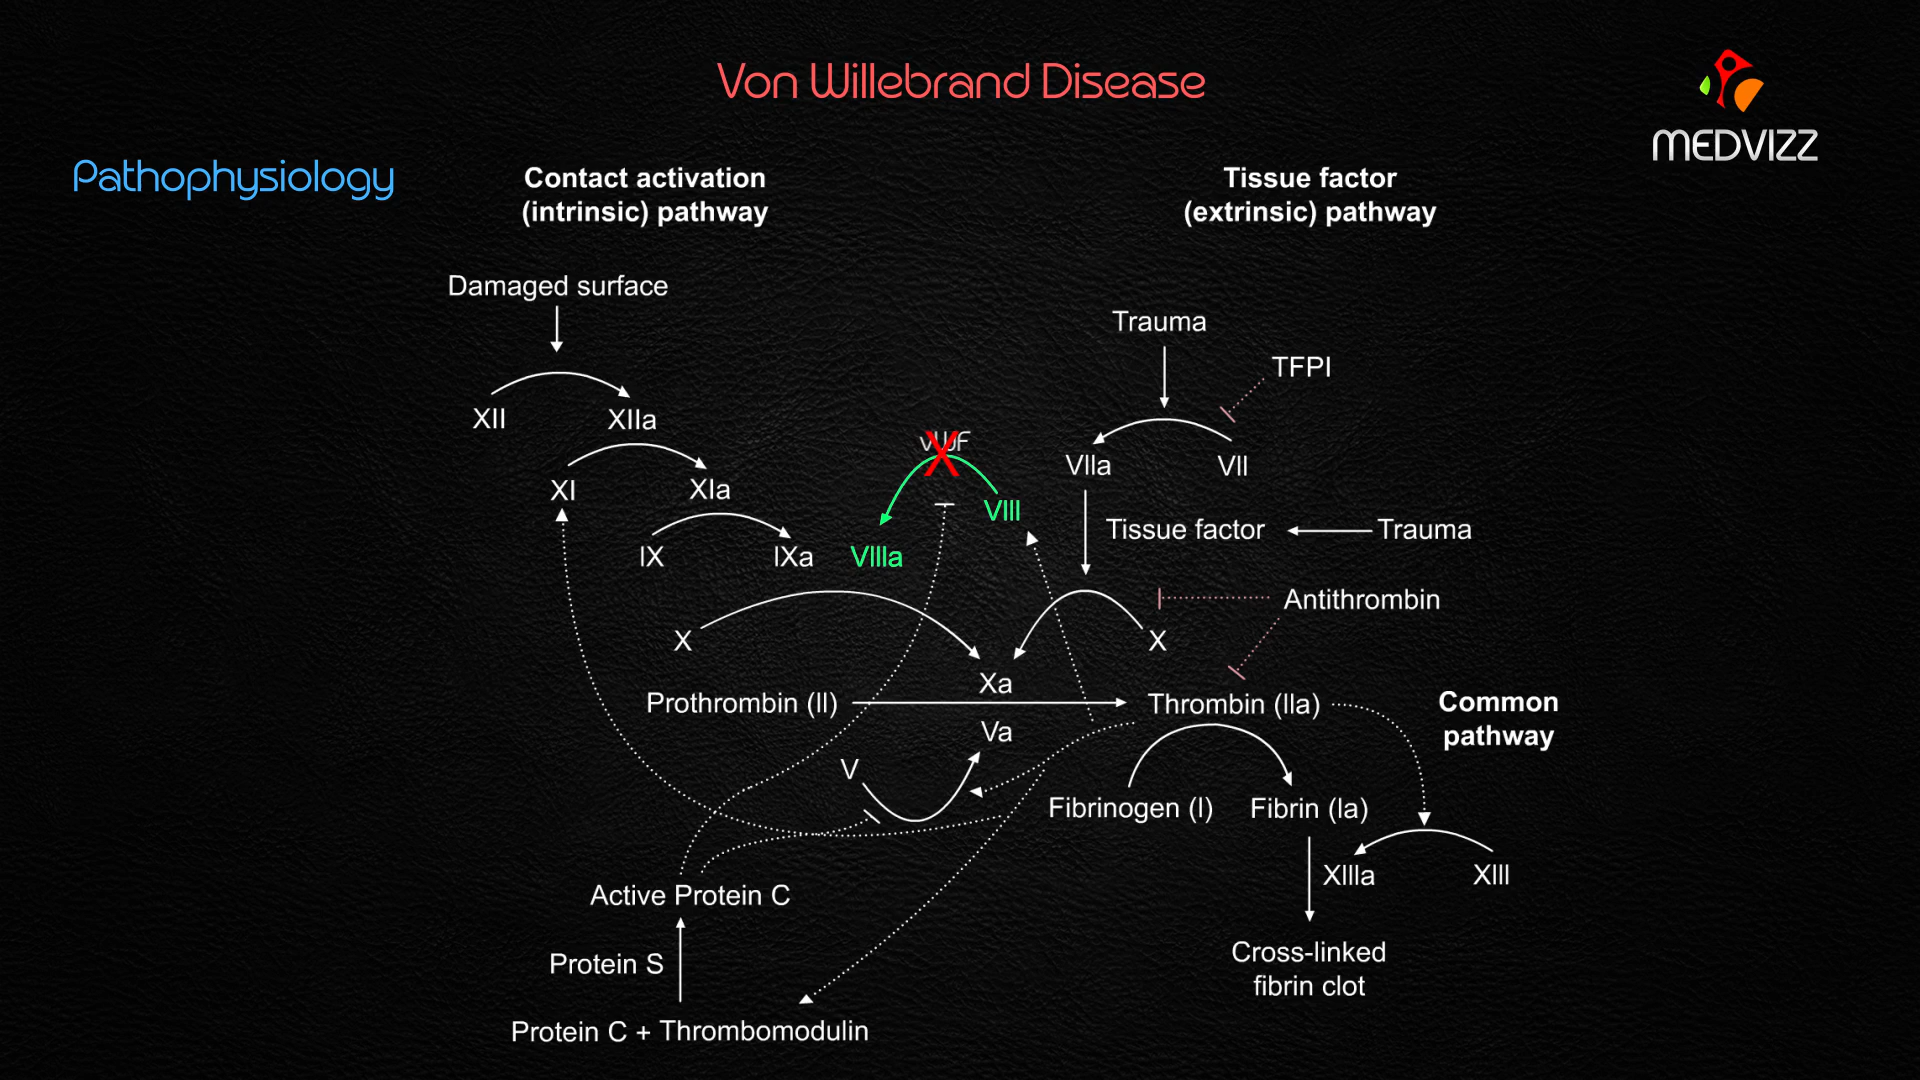 Von Willebrand Disease
MEDVIZZ
Pathophysiology
Contact activation
(intrinsic) pathway
Tissue factor
(extrinsic) pathway
Damaged surface
Trauma
TFPI
XII
XIIa
vWF
X
VIIa
VII
XI
XIa
VIII
Tissue factor
Trauma
IX
IXa
VIIIa
Antithrombin
X
X
Xa
Prothrombin (II)
Thrombin (IIa)
Common
pathway
Va
V
Fibrinogen (I)
Fibrin (Ia)
XIIIa
XIII
Active Protein C
Protein S
Cross-linked
fibrin clot
Protein C + Thrombomodulin